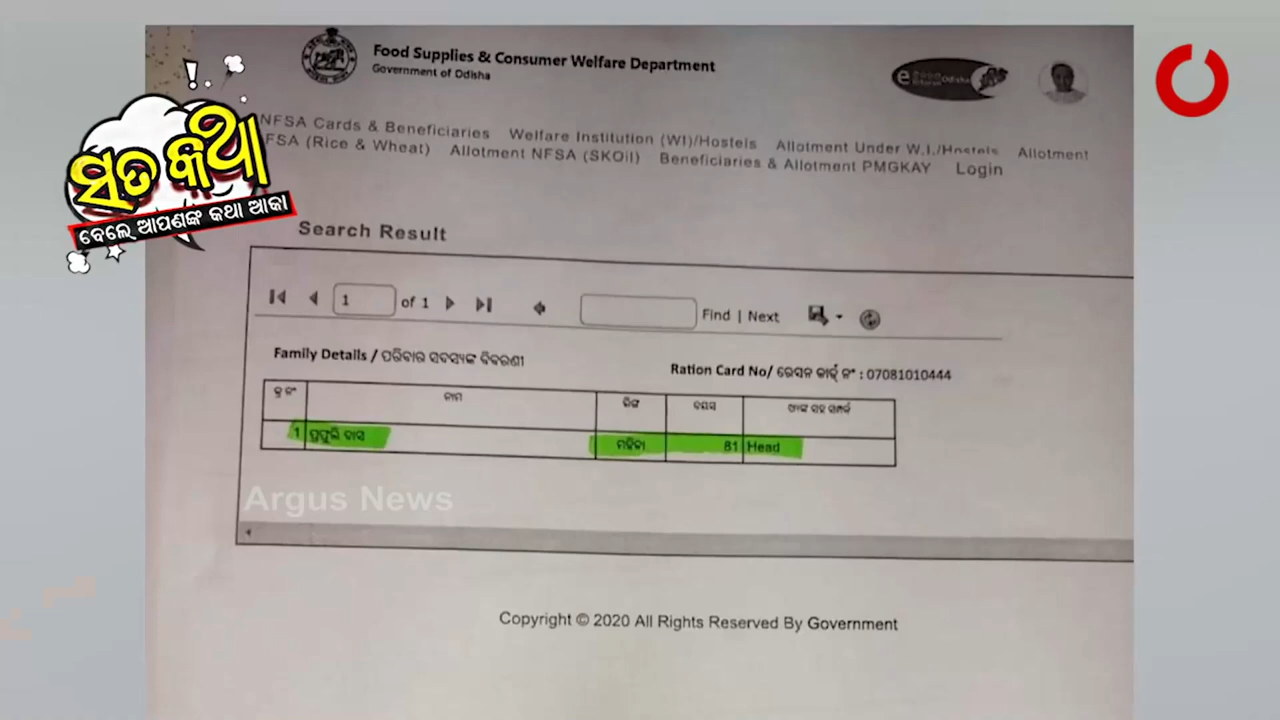 Food Supplies & Consumer Welfare Department
Government of Odisha
NFSA Cards & Beneficiaries Welfare Institution (WI)/Hostels Allotment Under W.I./Hostels Allotment
FSA (Rice & Wheat) Allotment NFSA (SKOil) Beneficiaries & Allotment PMGKAY Login
ସତ କଥା
ବେଲେ ଆପଣଙ୍କ କଥା ଆକା
Search Result
1 of 1 Find | Next
Family Details / ପରିବାର ସଦସ୍ୟଙ୍କ ବିବରଣୀ Ration Card No/ ରେସନ କାର୍ଡ୍ ନଂ : 07081010444
କ୍ର ନଂ ନାମ ଲିଙ୍ଗ ବୟସ
1 ପ୍ରଫୁଲି ଦାସ ମହିଳା 81 Head
Argus News
Copyright © 2020 All Rights Reserved By Government